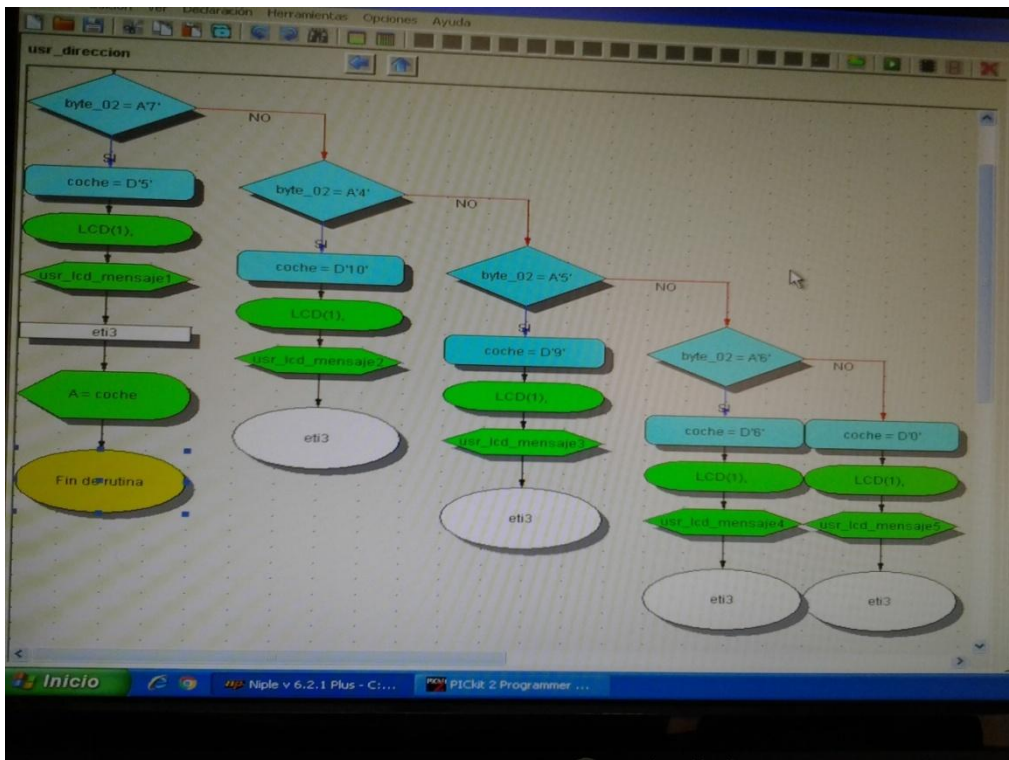 Ver Declaración Herramientas Opciones Ayuda
usr_direccion
byte_02 = A'7'
NO
SI
coche = D'5'
LCD(1),
usr_lcd_mensaje1
eti3
A = coche
Fin de rutina
byte_02 = A'4'
NO
SI
coche = D'10'
LCD(1),
usr_lcd_mensaje2
eti3
byte_02 = A'5'
NO
SI
coche = D'9'
LCD(1),
usr_lcd_mensaje3
eti3
byte_02 = A'6'
NO
SI
coche = D'6'
LCD(1),
usr_lcd_mensaje4
eti3
coche = D'0'
LCD(1),
usr_lcd_mensaje5
eti3
Inicio
Niple v 6.2.1 Plus - C:...
PICkit 2 Programmer ...